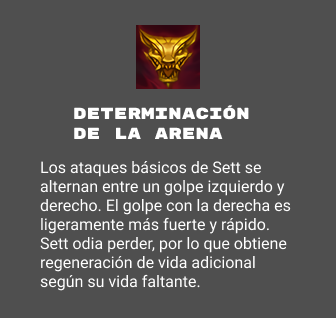 DETERMINACIÓN
DE LA ARENA
Los ataques básicos de Sett se
alternan entre un golpe izquierdo y
derecho. El golpe con la derecha es
ligeramente más fuerte y rápido.
Sett odia perder, por lo que obtiene
regeneración de vida adicional
según su vida faltante.